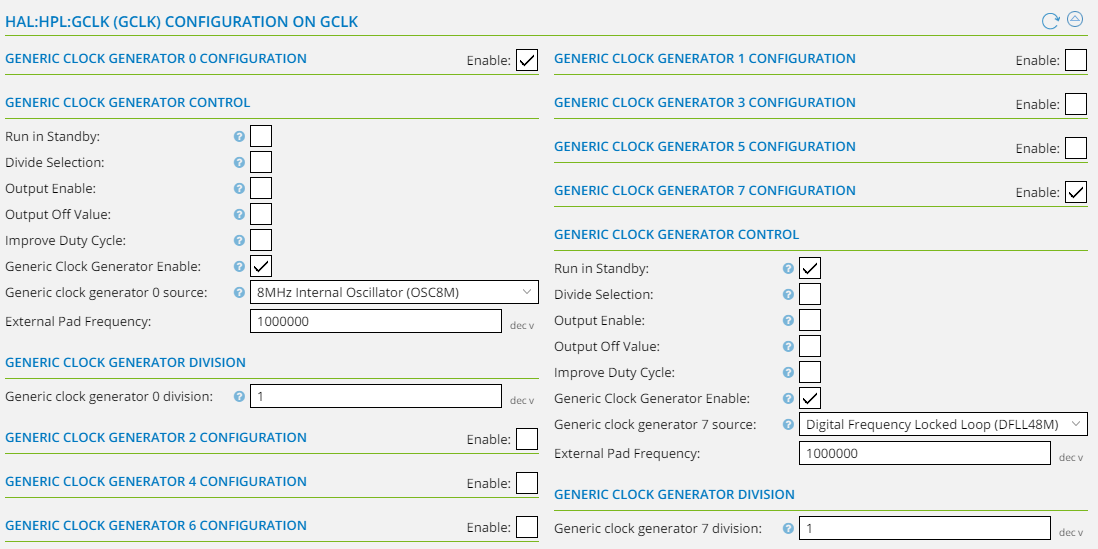 HAL:HPL:GCLK (GCLK) CONFIGURATION ON GCLK
GENERIC CLOCK GENERATOR 0 CONFIGURATION Enable:
GENERIC CLOCK GENERATOR CONTROL
Run in Standby: ?
Divide Selection: ?
Output Enable: ?
Output Off Value: ?
Improve Duty Cycle: ?
Generic Clock Generator Enable: ?
Generic clock generator 0 source: ? 8MHz Internal Oscillator (OSC8M)
External Pad Frequency: 1000000 dec v
GENERIC CLOCK GENERATOR DIVISION
Generic clock generator 0 division: ? 1 dec v
GENERIC CLOCK GENERATOR 2 CONFIGURATION Enable:
GENERIC CLOCK GENERATOR 4 CONFIGURATION Enable:
GENERIC CLOCK GENERATOR 6 CONFIGURATION Enable:
GENERIC CLOCK GENERATOR 1 CONFIGURATION Enable:
GENERIC CLOCK GENERATOR 3 CONFIGURATION Enable:
GENERIC CLOCK GENERATOR 5 CONFIGURATION Enable:
GENERIC CLOCK GENERATOR 7 CONFIGURATION Enable:
GENERIC CLOCK GENERATOR CONTROL
Run in Standby: ?
Divide Selection: ?
Output Enable: ?
Output Off Value: ?
Improve Duty Cycle: ?
Generic Clock Generator Enable: ?
Generic clock generator 7 source: ? Digital Frequency Locked Loop (DFLL48M)
External Pad Frequency: 1000000 dec v
GENERIC CLOCK GENERATOR DIVISION
Generic clock generator 7 division: ? 1 dec v